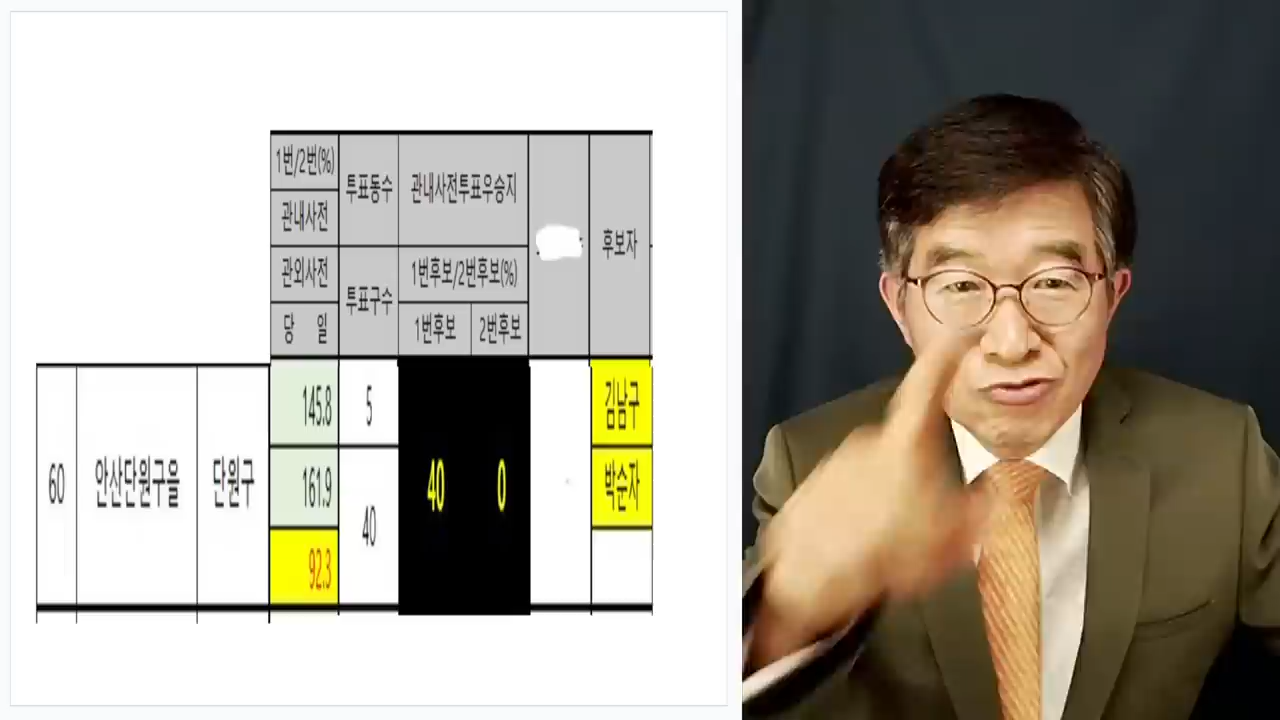 1번/2번(%)
관내사전
관외사전
당 일
투표동수
투표구수
관내사전투표우승지
1번후보/2번후보(%)
1번후보 2번후보
후보자
60 안산단원구을 단원구
145.8 5 김남구
161.9 40 0 박순자
40
92.3